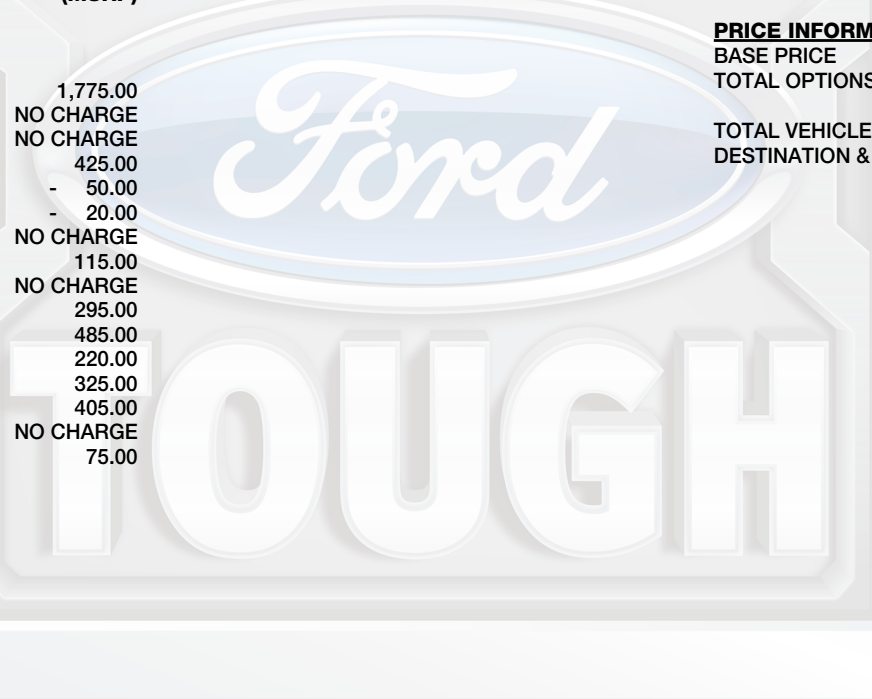 1,775.00
NO CHARGE
NO CHARGE
425.00
- 50.00
- 20.00
NO CHARGE
115.00
NO CHARGE
295.00
485.00
220.00
325.00
405.00
NO CHARGE
75.00
PRICE INFORM
BASE PRICE
TOTAL OPTIONS
TOTAL VEHICLE
DESTINATION &
Ford
TOUGH